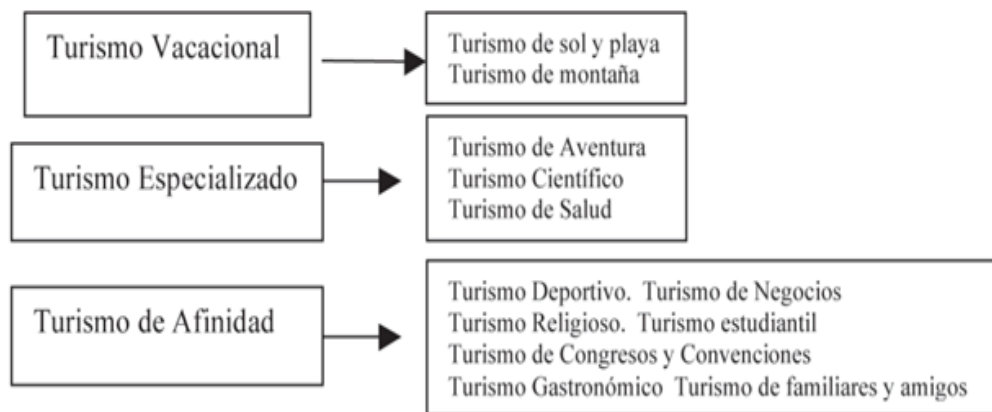 Turismo Vacacional
Turismo de sol y playa
Turismo de montaña
Turismo Especializado
Turismo de Aventura
Turismo Científico
Turismo de Salud
Turismo de Afinidad
Turismo Deportivo. Turismo de Negocios
Turismo Religioso. Turismo estudiantil
Turismo de Congresos y Convenciones
Turismo Gastronómico Turismo de familiares y amigos